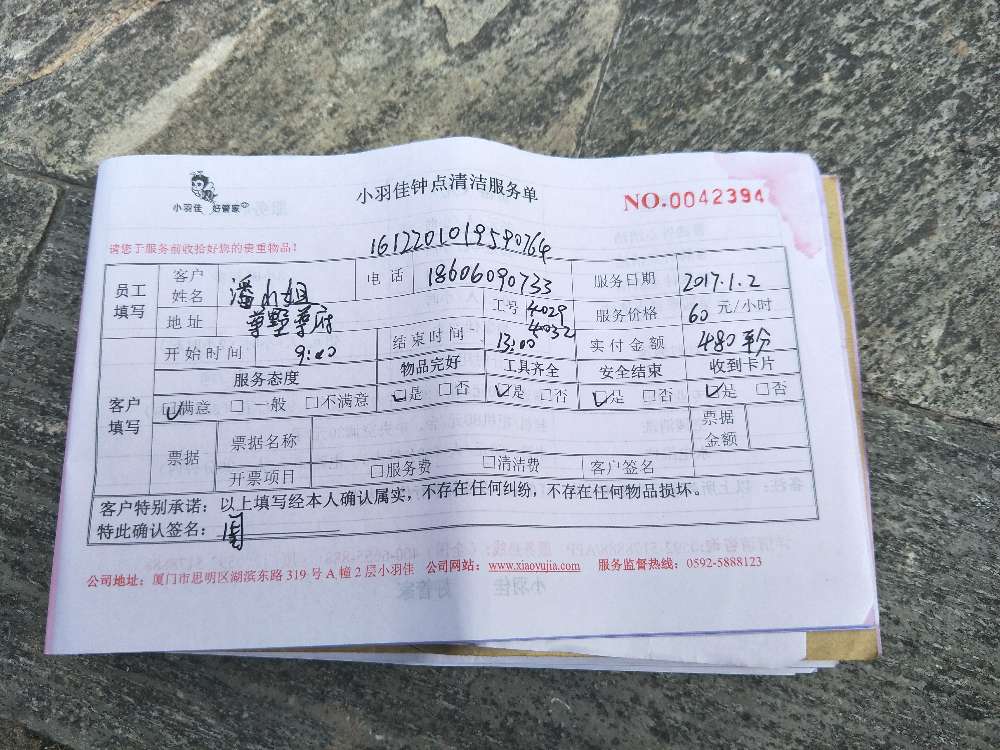 小羽佳 好管家
小羽佳钟点清洁服务单
NO.0042394
请您于服务前收拾好您的贵重物品!
1612201019590764
员工填写 客户姓名 潘小姐 电话 18606090733 服务日期 2017.1.2
地址 尊墅尊府 工号 4029 4032 服务价格 60 元/小时
开始时间 9:00 结束时间 13:00 实付金额 480
客户填写 服务态度 物品完好 工具齐全 安全结束 收到卡片
☑满意 □一般 □不满意 ☑是 □否 ☑是 □否 ☑是 □否 ☑是 □否
票据 票据名称 票据金额
开票项目 □服务费 □清洁费 客户签名
客户特别承诺:以上填写经本人确认属实,不存在任何纠纷,不存在任何物品损坏。
特此确认签名:周
公司地址:厦门市思明区湖滨东路 319 号 A 幢 2 层小羽佳 公司网站:www.xiaoyujia.com 服务监督热线:0592-5888123